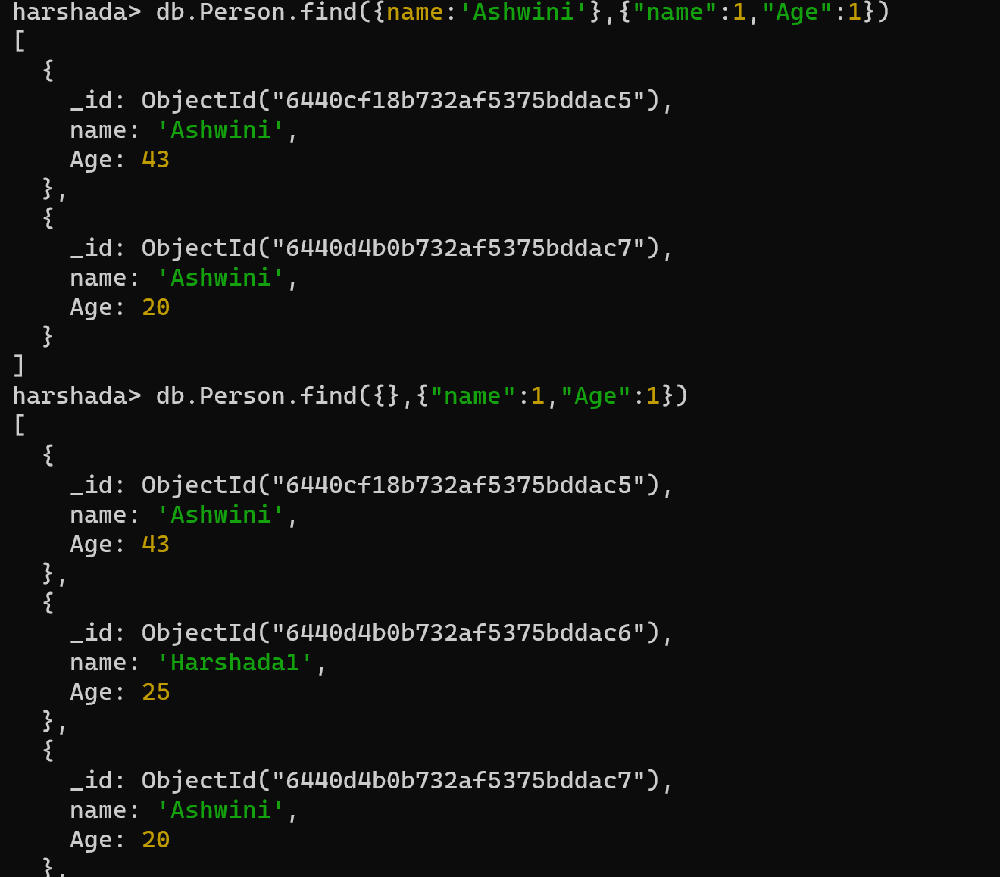 harshada> db.Person.find({name:'Ashwini'},{"name":1,"Age":1})
[
  {
    _id: ObjectId("6440cf18b732af5375bddac5"),
    name: 'Ashwini',
    Age: 43
  },
  {
    _id: ObjectId("6440d4b0b732af5375bddac7"),
    name: 'Ashwini',
    Age: 20
  }
]
harshada> db.Person.find({},{"name":1,"Age":1})
[
  {
    _id: ObjectId("6440cf18b732af5375bddac5"),
    name: 'Ashwini',
    Age: 43
  },
  {
    _id: ObjectId("6440d4b0b732af5375bddac6"),
    name: 'Harshada1',
    Age: 25
  },
  {
    _id: ObjectId("6440d4b0b732af5375bddac7"),
    name: 'Ashwini',
    Age: 20
  },